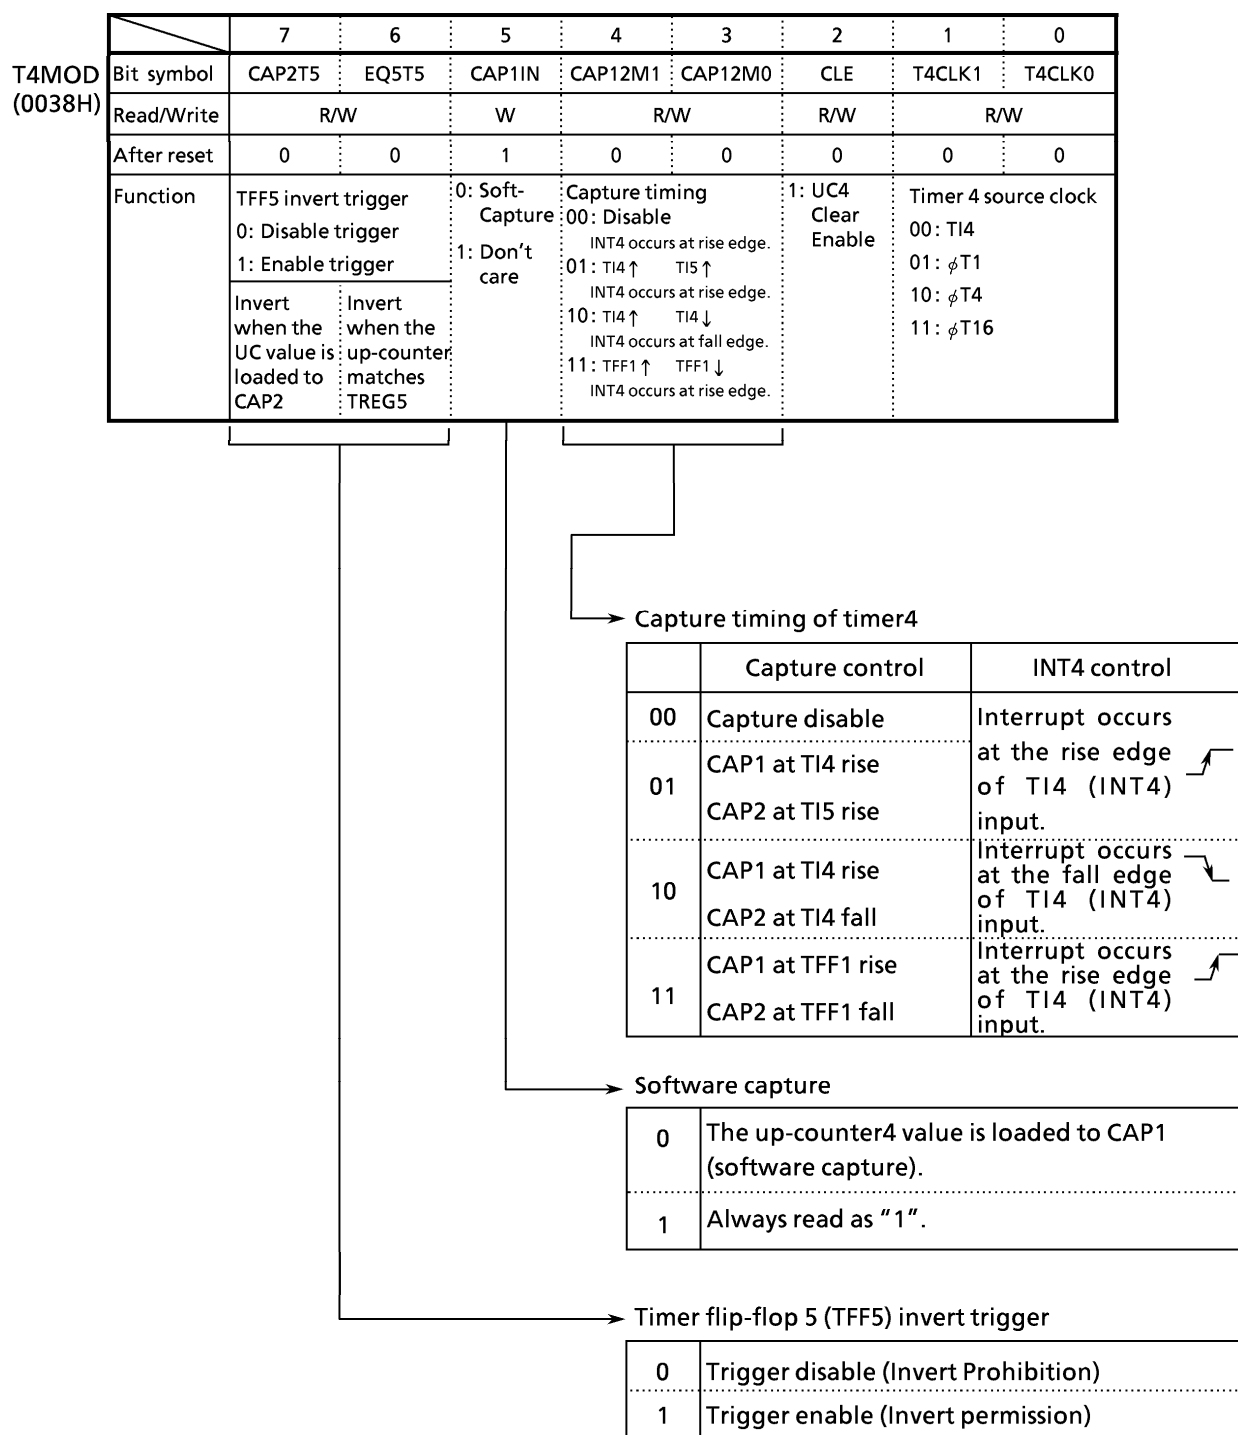 7 6 5 4 3 2 1 0
T4MOD
(0038H)
Bit symbol CAP2T5 EQ5T5 CAP1IN CAP12M1 CAP12M0 CLE T4CLK1 T4CLK0
Read/Write R/W W R/W R/W R/W
After reset 0 0 1 0 0 0 0 0
Function
TFF5 invert trigger
0: Disable trigger
1: Enable trigger
Invert
when the
UC value is
loaded to
CAP2
Invert
when the
up-counter
matches
TREG5
0: Soft-
Capture
1: Don't
care
Capture timing
00: Disable
INT4 occurs at rise edge.
01: TI4↑ TI5↑
INT4 occurs at rise edge.
10: TI4↑ TI4↓
INT4 occurs at fall edge.
11: TFF1↑ TFF1↓
INT4 occurs at rise edge.
1: UC4
Clear
Enable
Timer 4 source clock
00: TI4
01: ϕT1
10: ϕT4
11: ϕT16
Capture timing of timer4
Capture control INT4 control
00 Capture disable
01 CAP1 at TI4 rise
CAP2 at TI5 rise
Interrupt occurs
at the rise edge
of TI4 (INT4)
input.
10 CAP1 at TI4 rise
CAP2 at TI4 fall
Interrupt occurs
at the fall edge
of TI4 (INT4)
input.
11 CAP1 at TFF1 rise
CAP2 at TFF1 fall
Interrupt occurs
at the rise edge
of TI4 (INT4)
input.
Software capture
0 The up-counter4 value is loaded to CAP1
(software capture).
1 Always read as "1".
Timer flip-flop 5 (TFF5) invert trigger
0 Trigger disable (Invert Prohibition)
1 Trigger enable (Invert permission)